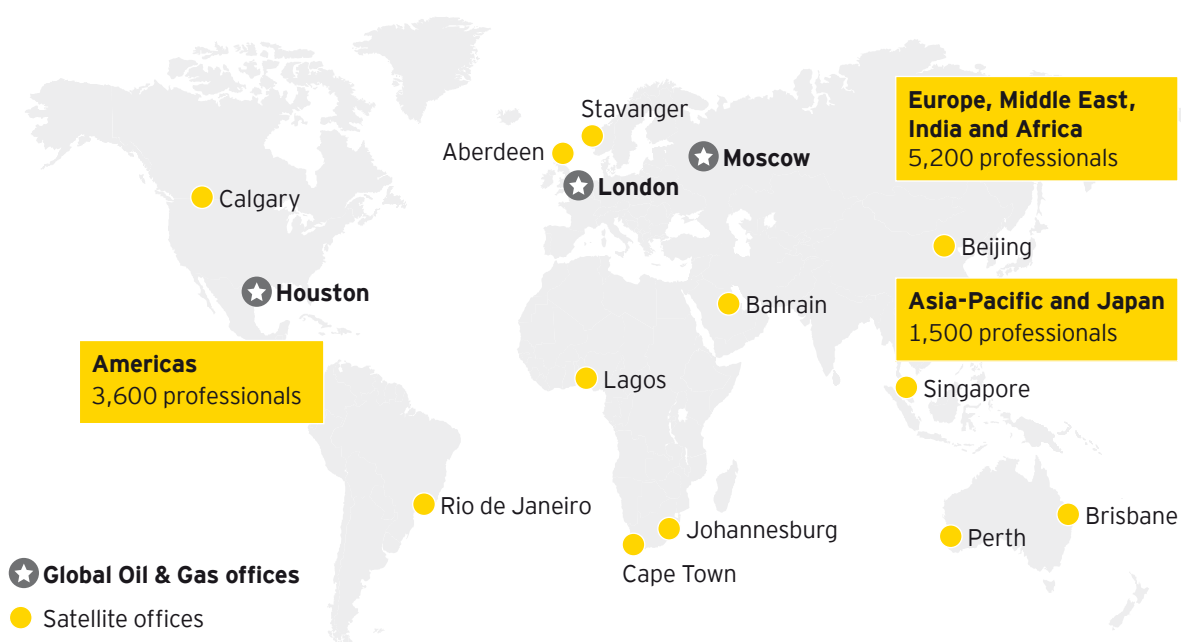 Stavanger
Aberdeen
Moscow
London
Calgary
Houston
Europe, Middle East,
India and Africa
5,200 professionals
Beijing
Bahrain
Asia-Pacific and Japan
1,500 professionals
Americas
3,600 professionals
Lagos
Singapore
Rio de Janeiro
Johannesburg
Cape Town
Perth
Brisbane
Global Oil & Gas offices
Satellite offices